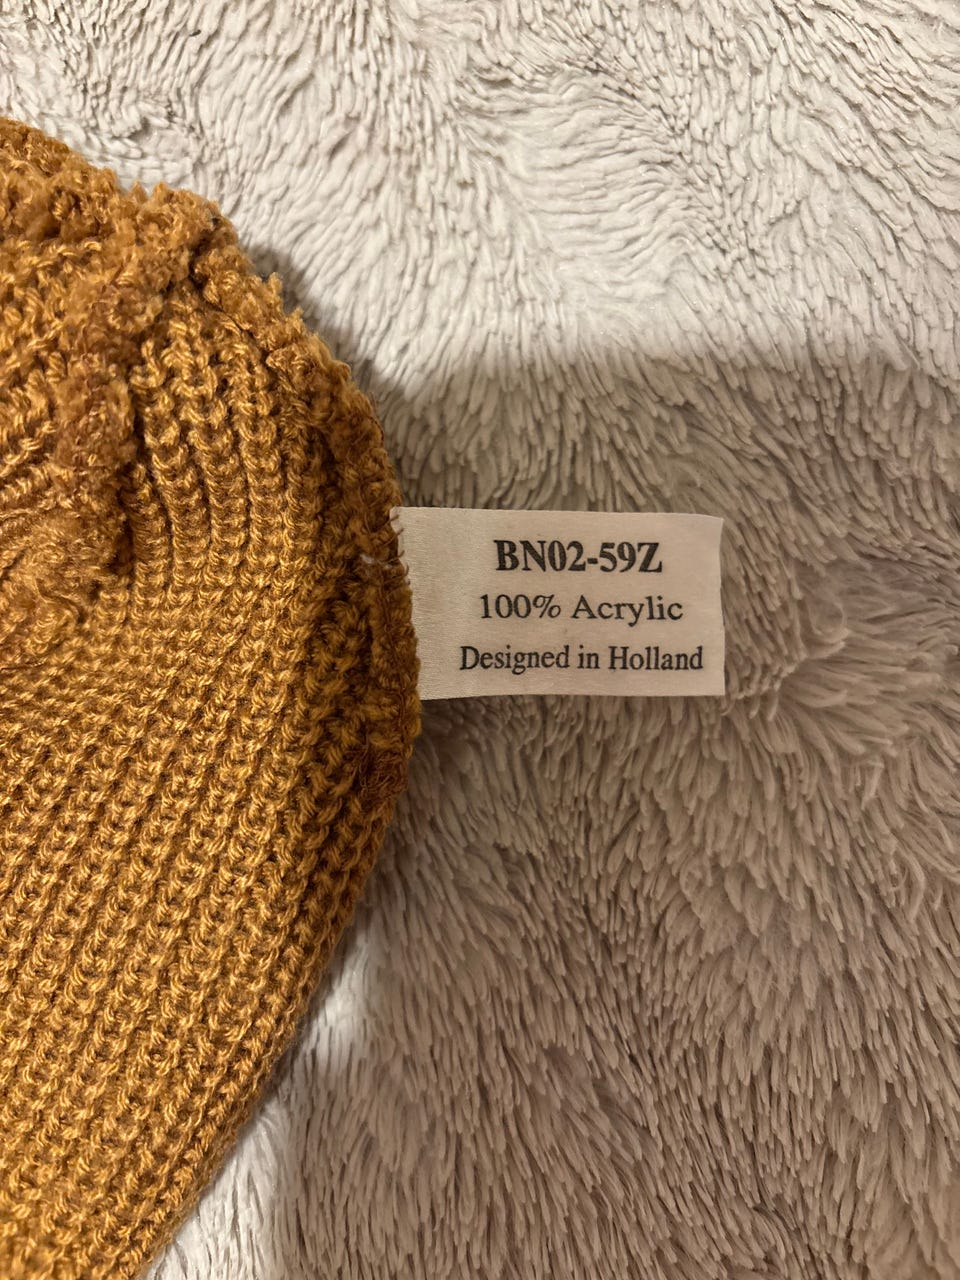 BN02-59Z
100% Acrylic
Designed in Holland